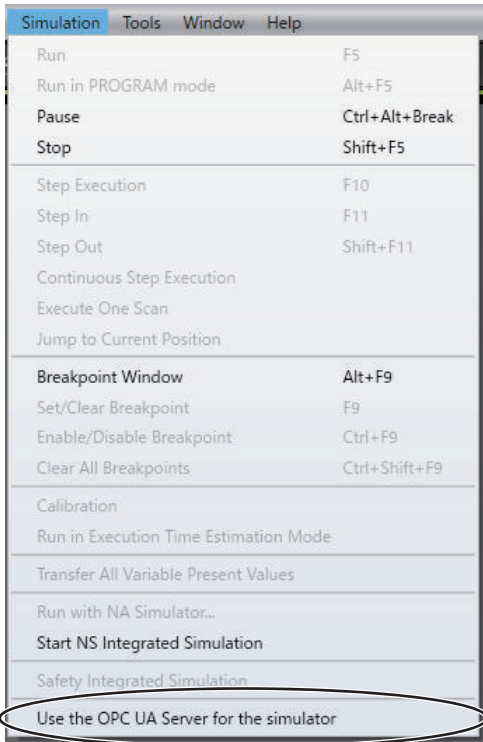 Simulation Tools Window Help
Run F5
Run in PROGRAM mode Alt+F5
Pause Ctrl+Alt+Break
Stop Shift+F5
Step Execution F10
Step In F11
Step Out Shift+F11
Continuous Step Execution
Execute One Scan
Jump to Current Position
Breakpoint Window Alt+F9
Set/Clear Breakpoint F9
Enable/Disable Breakpoint Ctrl+F9
Clear All Breakpoints Ctrl+Shift+F9
Calibration
Run in Execution Time Estimation Mode
Transfer All Variable Present Values
Run with NA Simulator...
Start NS Integrated Simulation
Safety Integrated Simulation
Use the OPC UA Server for the simulator